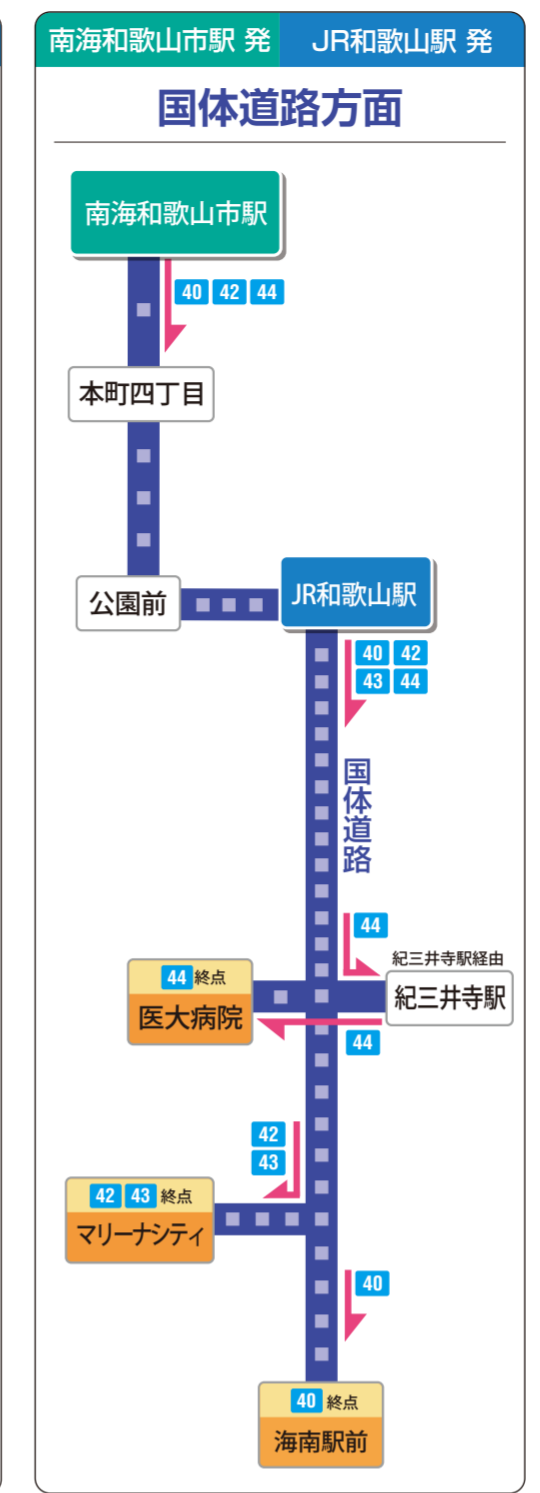 南海和歌山市駅 発 JR和歌山駅 発
国体道路方面
南海和歌山市駅
40 42 44
本町四丁目
公園前
JR和歌山駅
40 42
43 44
国体道路
44
紀三井寺駅経由
紀三井寺駅
44 終点
医大病院
44
42
43
42 43 終点
マリーナシティ
40
40 終点
海南駅前